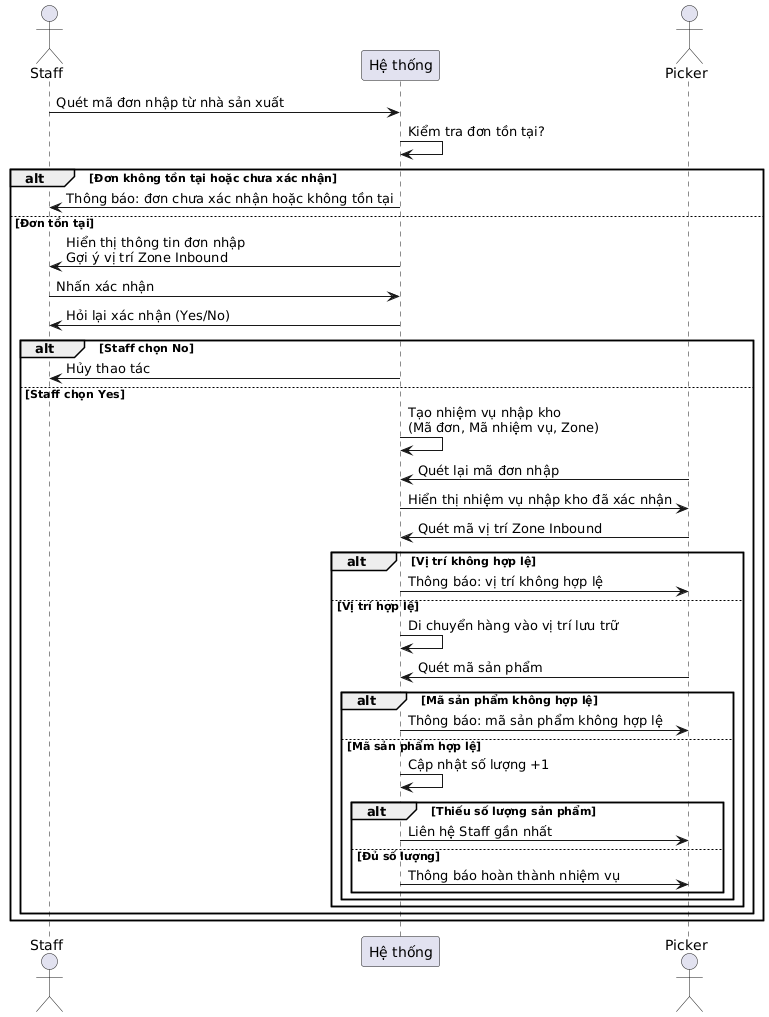 Staff
Hệ thống
Picker
Quét mã đơn nhập từ nhà sản xuất
Kiểm tra đơn tồn tại?
alt [Đơn không tồn tại hoặc chưa xác nhận]
Thông báo: đơn chưa xác nhận hoặc không tồn tại
[Đơn tồn tại]
Hiển thị thông tin đơn nhập
Gợi ý vị trí Zone Inbound
Nhấn xác nhận
Hỏi lại xác nhận (Yes/No)
alt [Staff chọn No]
Hủy thao tác
[Staff chọn Yes]
Tạo nhiệm vụ nhập kho
(Mã đơn, Mã nhiệm vụ, Zone)
Quét lại mã đơn nhập
Hiển thị nhiệm vụ nhập kho đã xác nhận
Quét mã vị trí Zone Inbound
alt [Vị trí không hợp lệ]
Thông báo: vị trí không hợp lệ
[Vị trí hợp lệ]
Di chuyển hàng vào vị trí lưu trữ
Quét mã sản phẩm
alt [Mã sản phẩm không hợp lệ]
Thông báo: mã sản phẩm không hợp lệ
[Mã sản phẩm hợp lệ]
Cập nhật số lượng +1
alt [Thiếu số lượng sản phẩm]
Liên hệ Staff gần nhất
[Đủ số lượng]
Thông báo hoàn thành nhiệm vụ
Staff
Hệ thống
Picker